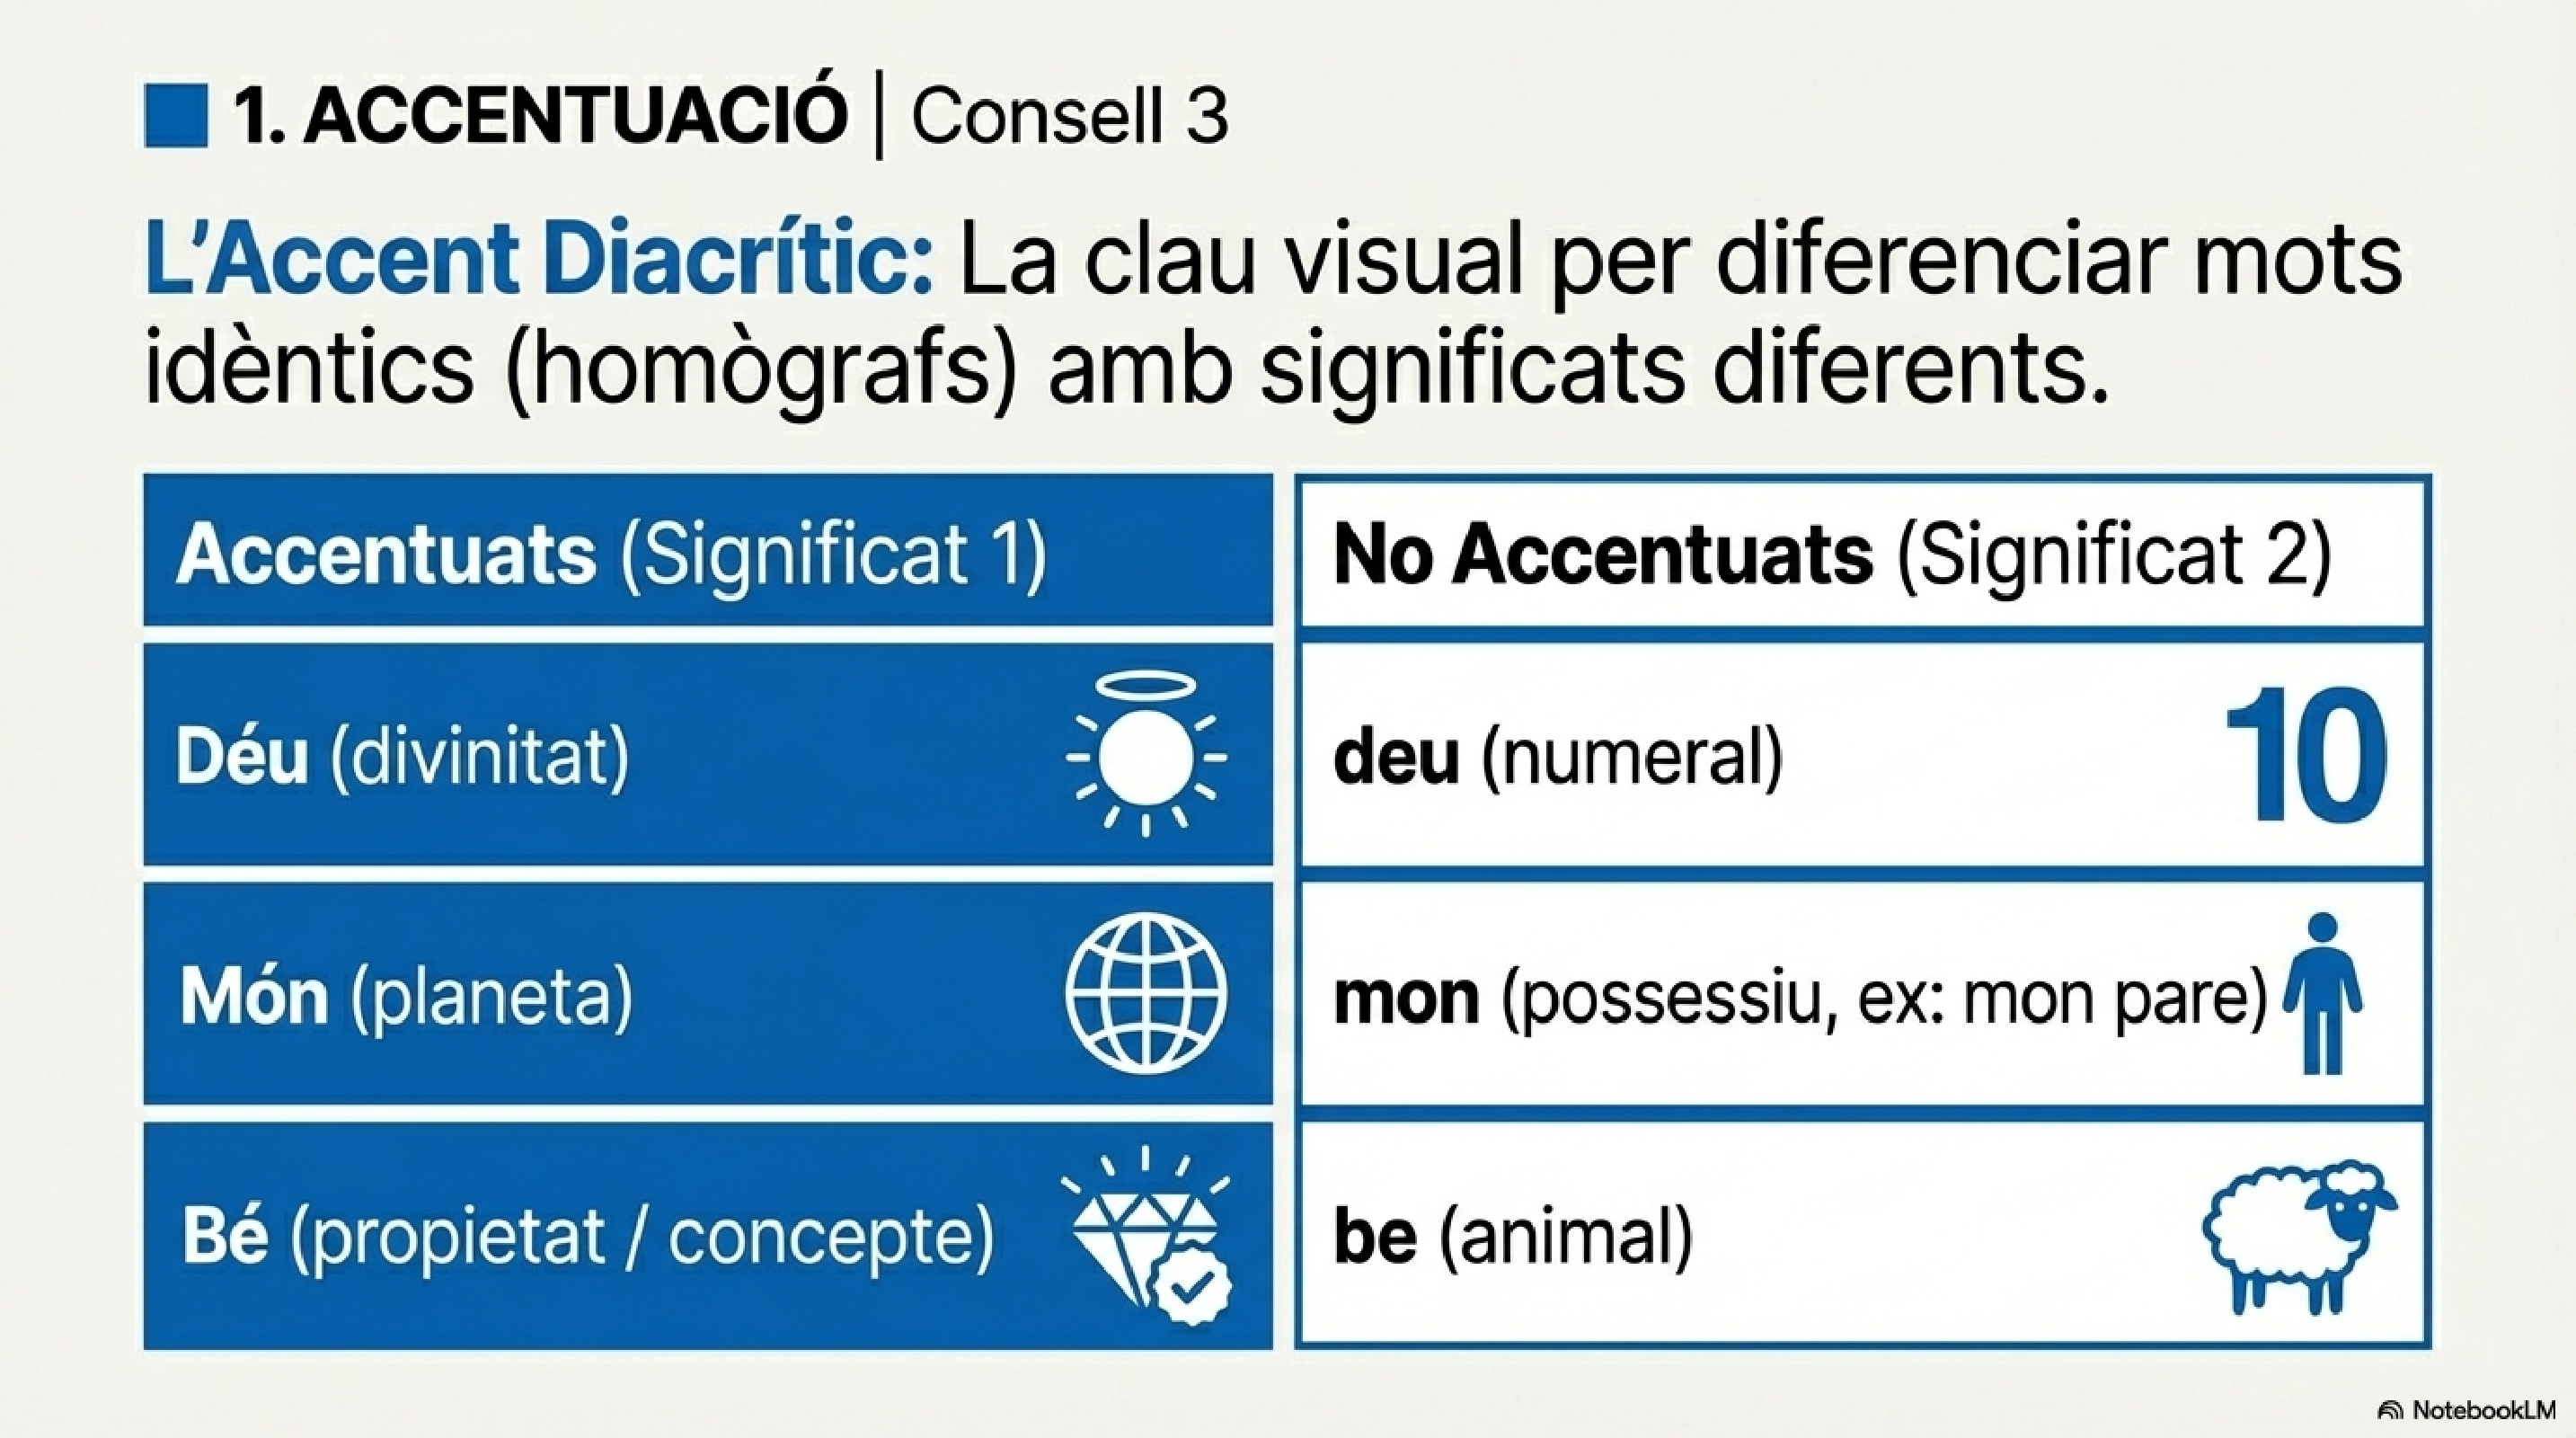 1. ACCENTUACIÓ | Consell 3
L'Accent Diacrític: La clau visual per diferenciar mots
idèntics (homògrafs) amb significats diferents.
Accentuats (Significat 1)
No Accentuats (Significat 2)
Déu (divinitat)
deu (numeral)
10
Món (planeta)
mon (possessiu, ex: mon pare)
Bé (propietat / concepte)
be (animal)
NotebookLM